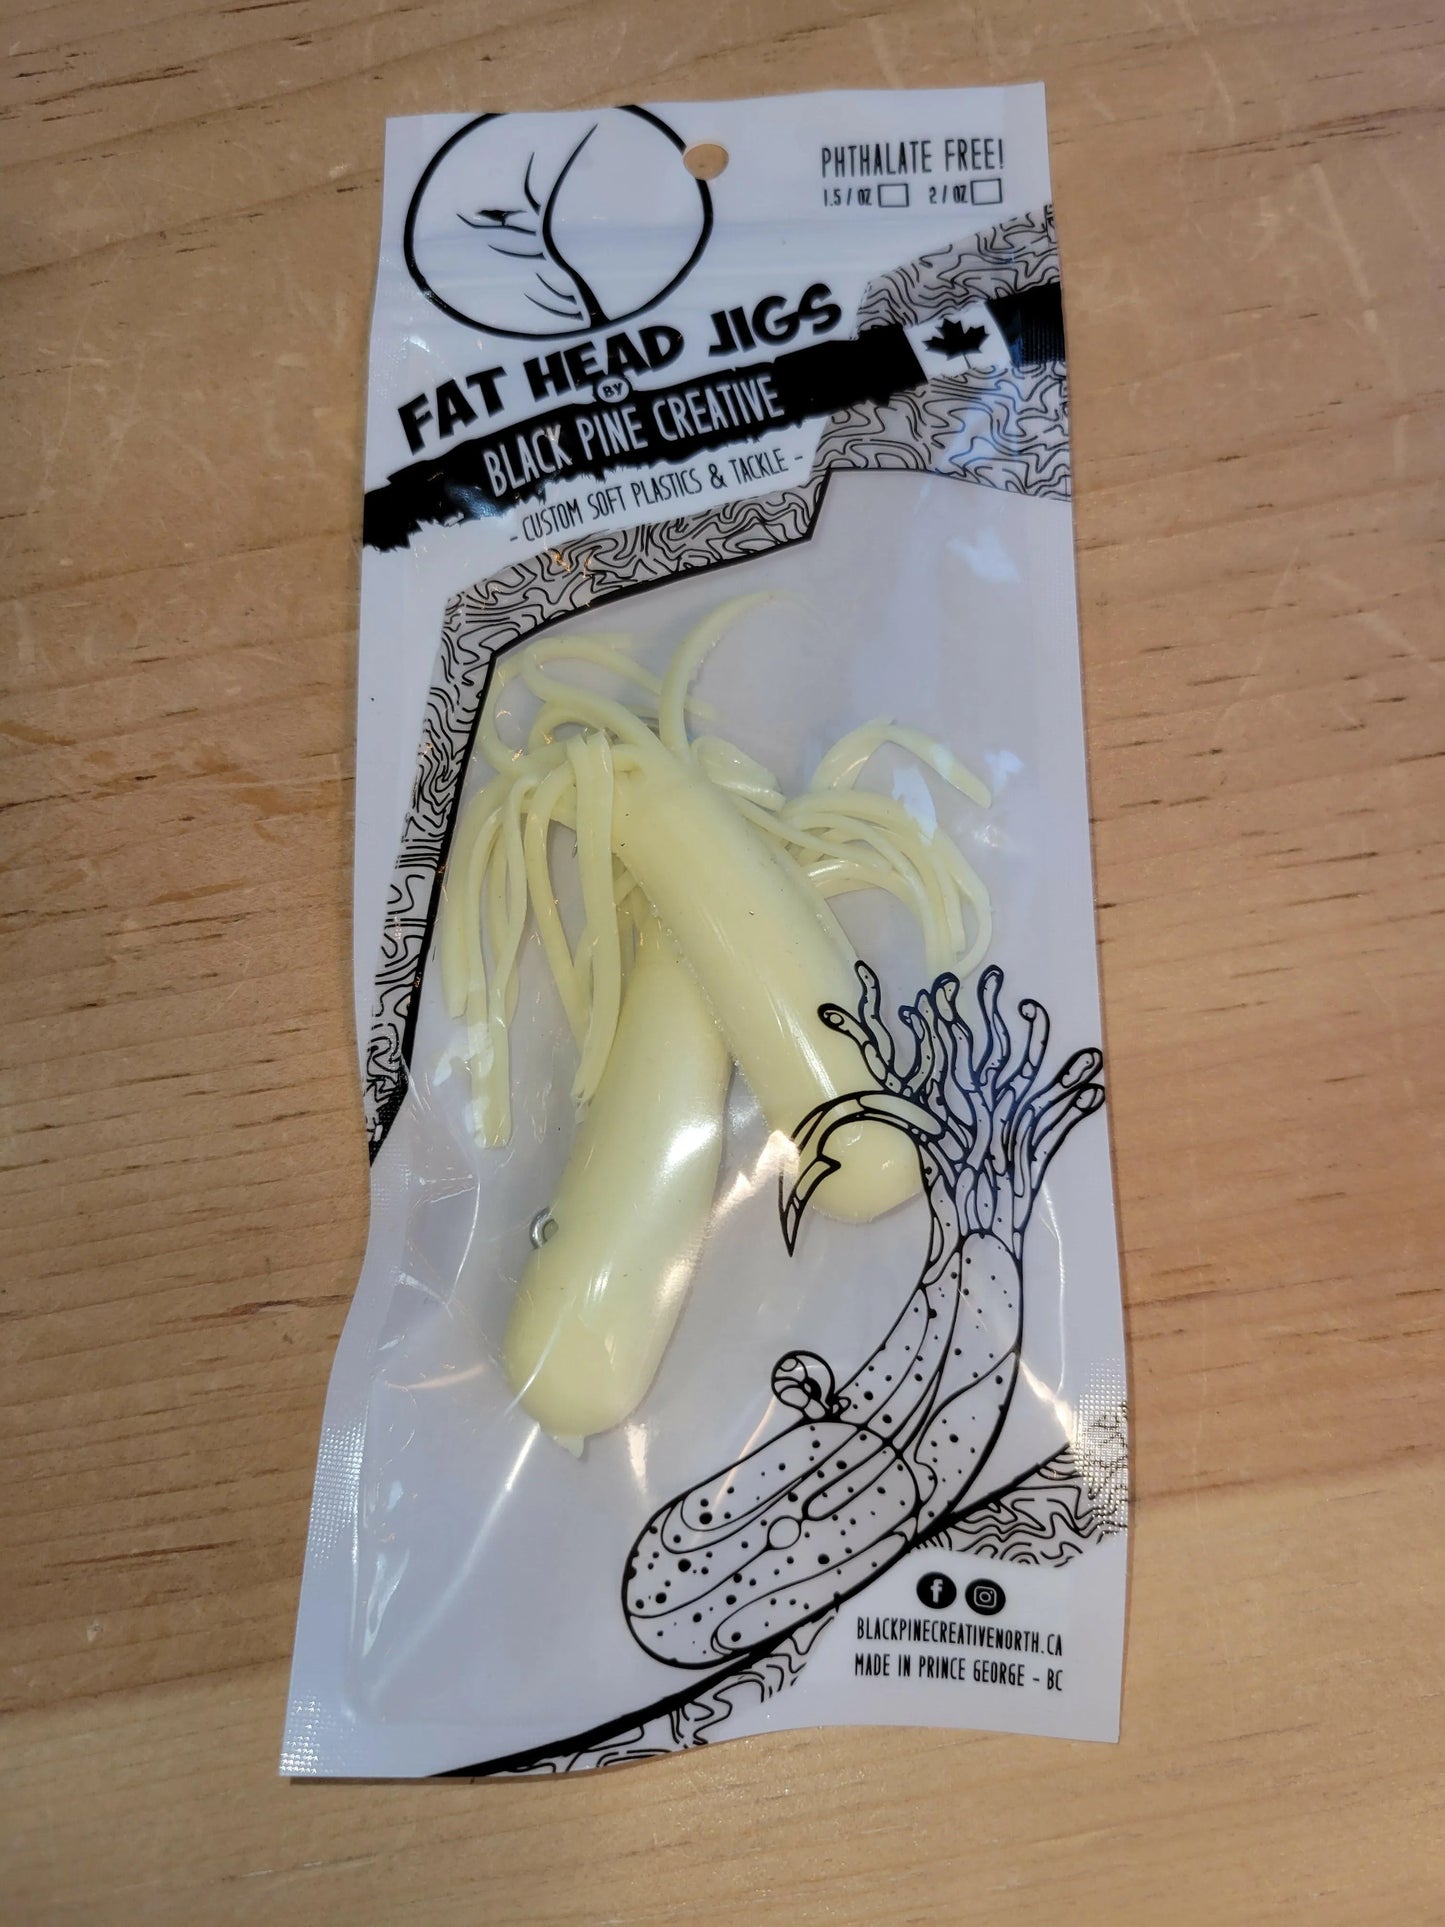 PHTHALATE FREE!
1.5 / OZ 2 / OZ
FAT HEAD JIGS
BY
BLACK PINE CREATIVE
- CUSTOM SOFT PLASTICS & TACKLE -
BLACKPINECREATIVENORTH.CA
MADE IN PRINCE GEORGE - BC